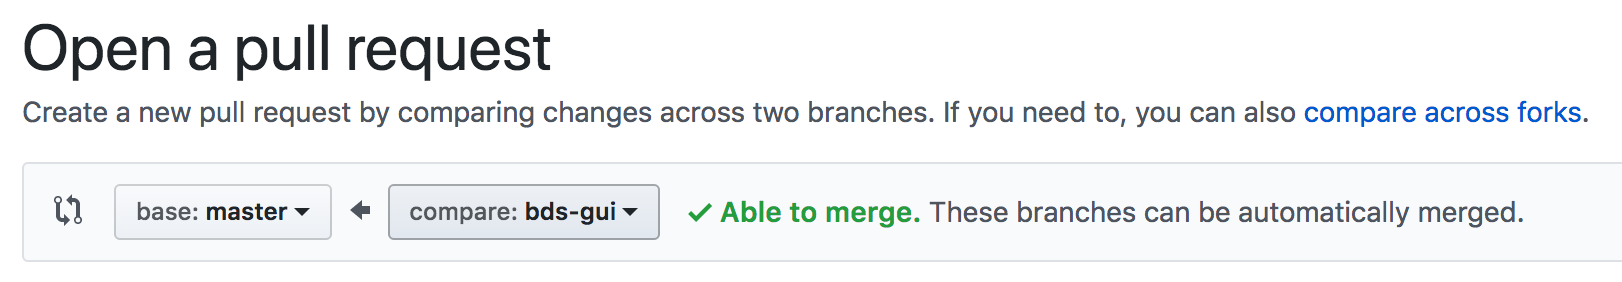 Open a pull request
Create a new pull request by comparing changes across two branches. If you need to, you can also compare across forks.
base: master compare: bds-gui Able to merge. These branches can be automatically merged.